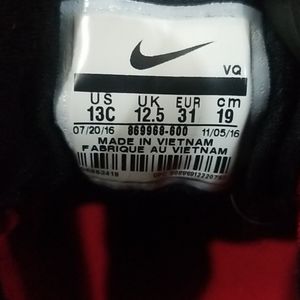 VQ
US UK EUR cm
13C 12.5 31 19
07/20/16 869968-600 11/05/16
MADE IN VIETNAM
FABRIQUE AU VIETNAM